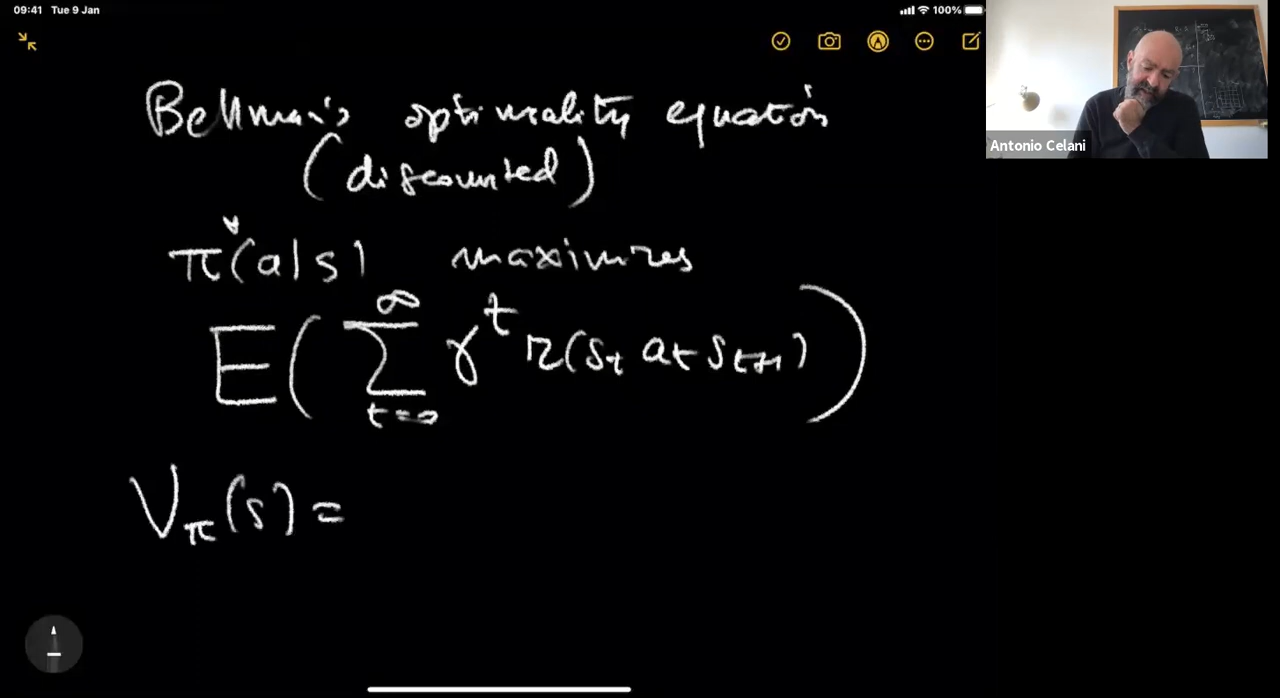 09:41 Tue 9 Jan 100%
Antonio Celani
Bellman's optimality equation
(discounted)
π*(a|s) maximizes
E(∑_{t=0}^{∞} γ^t r(s_t a_t s_{t+1}))
V_π(s) =